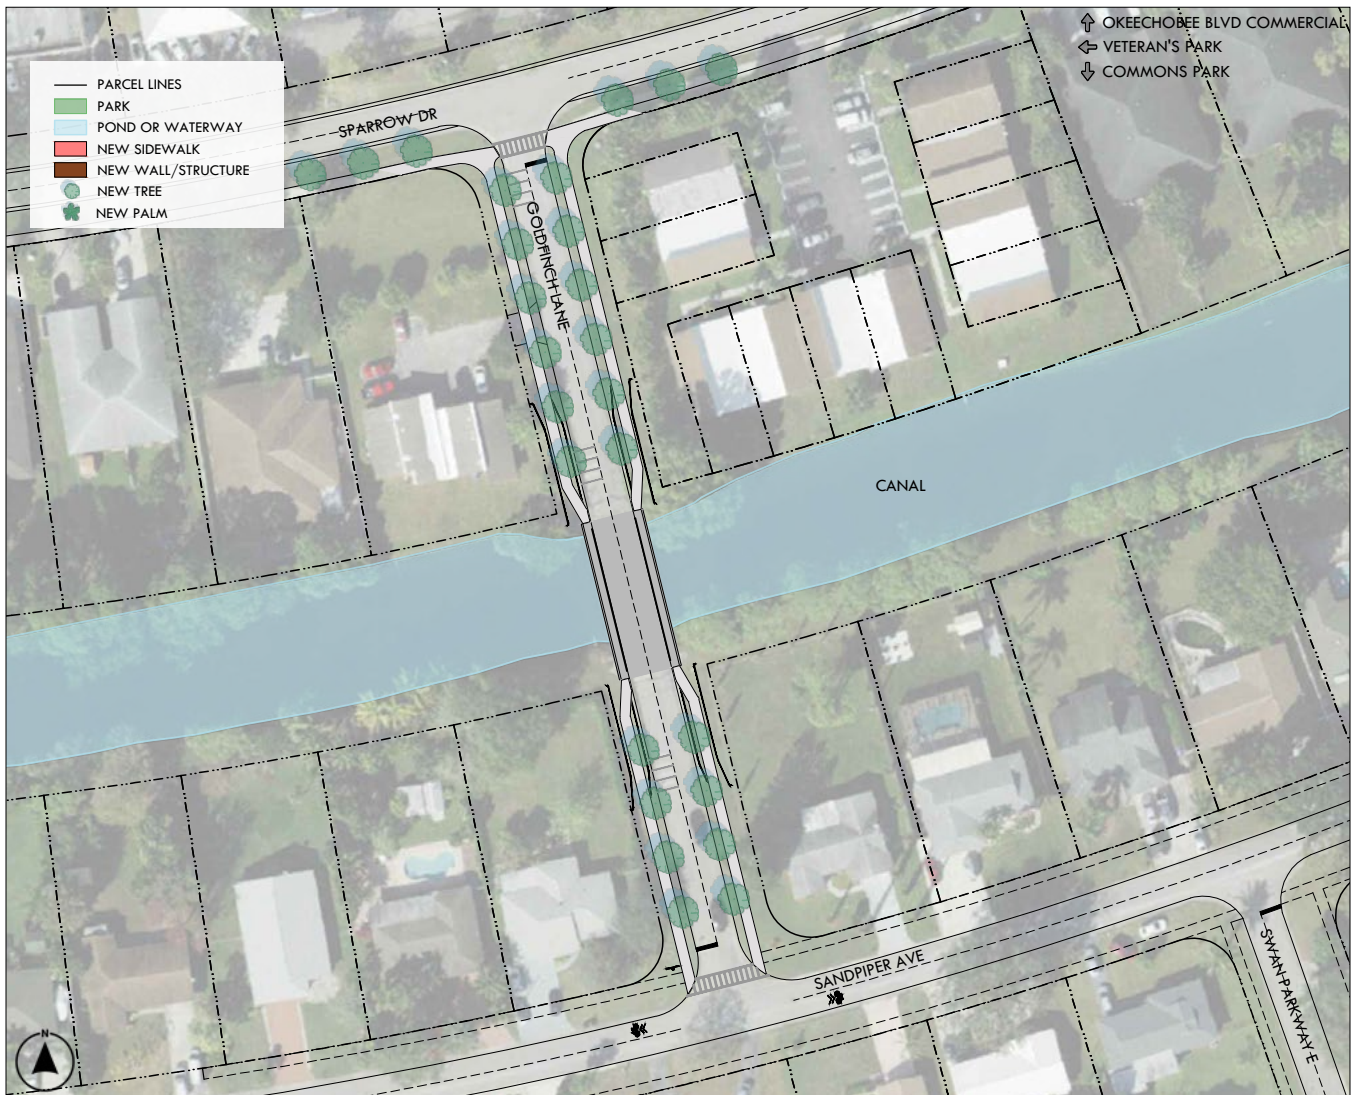 OKEECHOBEE BLVD COMMERCIAL
VETERAN'S PARK
COMMONS PARK
PARCEL LINES
PARK
POND OR WATERWAY
NEW SIDEWALK
NEW WALL/STRUCTURE
NEW TREE
NEW PALM
SPARROW DR
GOLDFINCH LANE
CANAL
SANDPIPER AVE
SWAN PARKWAY E
N